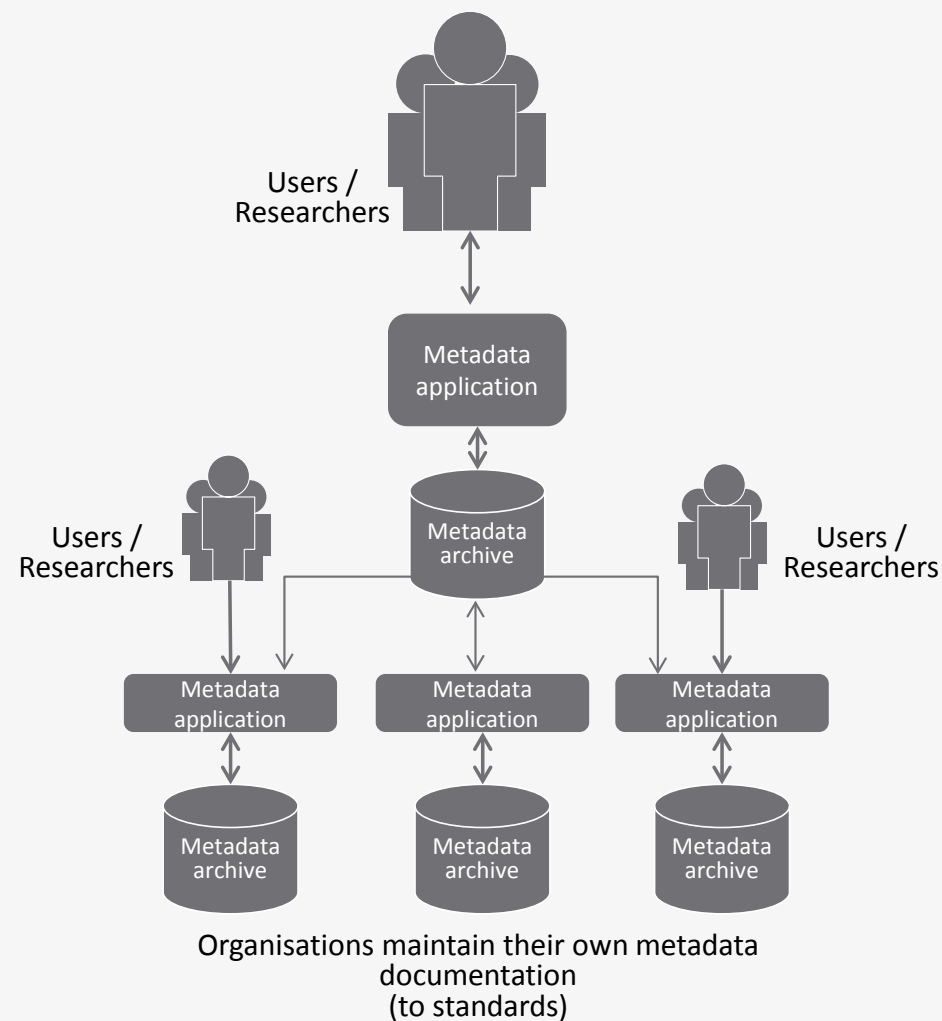 Users /
Researchers
Metadata
application
Metadata
archive
Users /
Researchers
Users /
Researchers
Metadata
application
Metadata
application
Metadata
application
Metadata
archive
Metadata
archive
Metadata
archive
Organisations maintain their own metadata
documentation
(to standards)